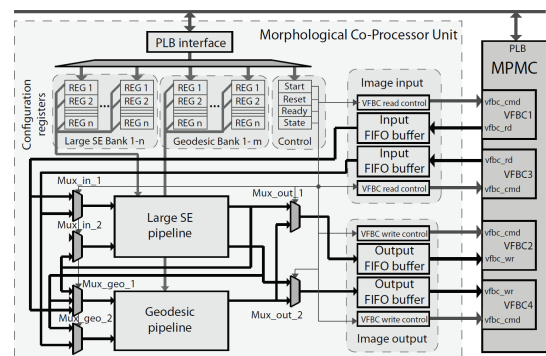 PLB interface
Morphological Co-Processor Unit
PLB
MPMC
Configuration
registers
REG 1
REG 2
REG n
REG 1
REG 2
REG n
...
Large SE Bank 1-n
REG 1
REG 2
REG n
REG 1
REG 2
REG n
...
Geodesic Bank 1- m
Start
Reset
Ready
State
Control
Image input
VFBC read control
Input
FIFO buffer
Input
FIFO buffer
VFBC read control
vfbc_cmd
VFBC1
vfbc_rd
vfbc_rd
VFBC3
vfbc_cmd
Mux_in_1
Mux_in_2
Large SE
pipeline
Mux_out_1
Mux_geo_1
Mux_geo_2
Geodesic
pipeline
Mux_out_2
VFBC write control
Output
FIFO buffer
Output
FIFO buffer
VFBC write control
Image output
vfbc_cmd
VFBC2
vfbc_wr
vfbc_wr
VFBC4
vfbc_cmd